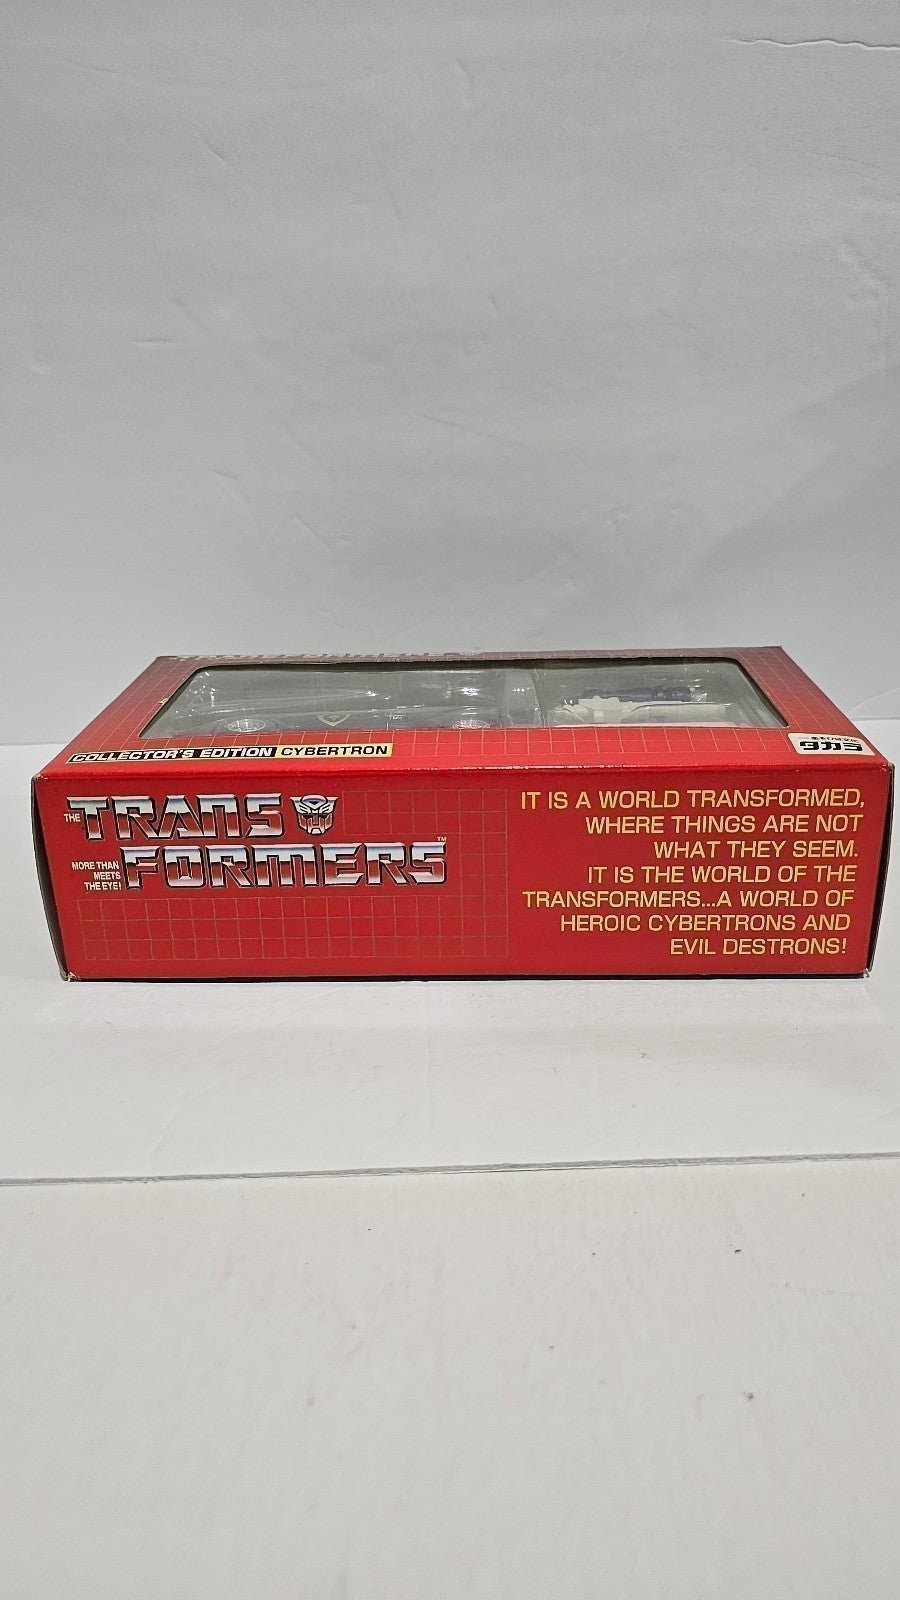 COLLECTOR'S EDITION CYBERTRON
タカラ
THE TRANS
FORMERS™
MORE THAN
MEETS
THE EYE!
IT IS A WORLD TRANSFORMED,
WHERE THINGS ARE NOT
WHAT THEY SEEM.
IT IS THE WORLD OF THE
TRANSFORMERS...A WORLD OF
HEROIC CYBERTRONS AND
EVIL DESTRONS!